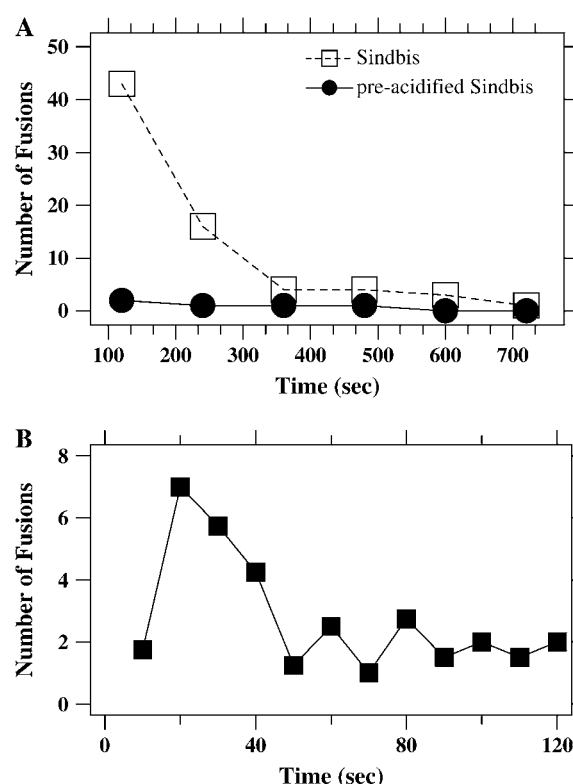 A
50
40
30
20
10
0
Number of Fusions
Sindbis
pre-acidified Sindbis
100 200 300 400 500 600 700
Time (sec)
B
8
6
4
2
0
Number of Fusions
0 40 80 120
Time (sec)